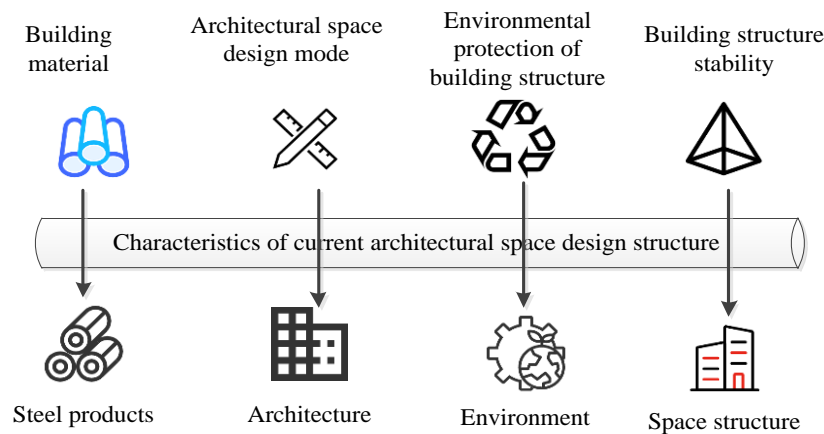 Building
material
Architectural space
design mode
Environmental
protection of
building structure
Building structure
stability
Characteristics of current architectural space design structure
Steel products
Architecture
Environment
Space structure